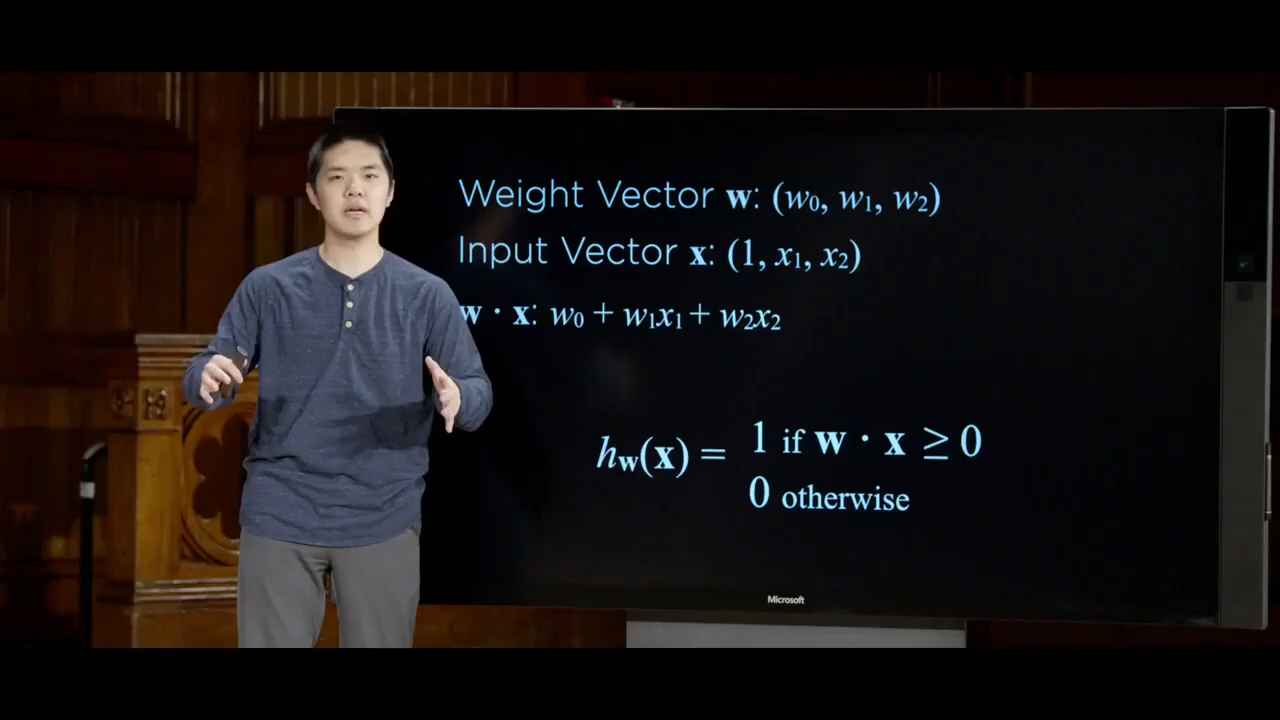 Weight Vector w: (w₀, w₁, w₂)
Input Vector x: (1, x₁, x₂)
w · x: w₀ + w₁x₁ + w₂x₂
h𝐰(x) = 1 if w · x ≥ 0
0 otherwise
Microsoft